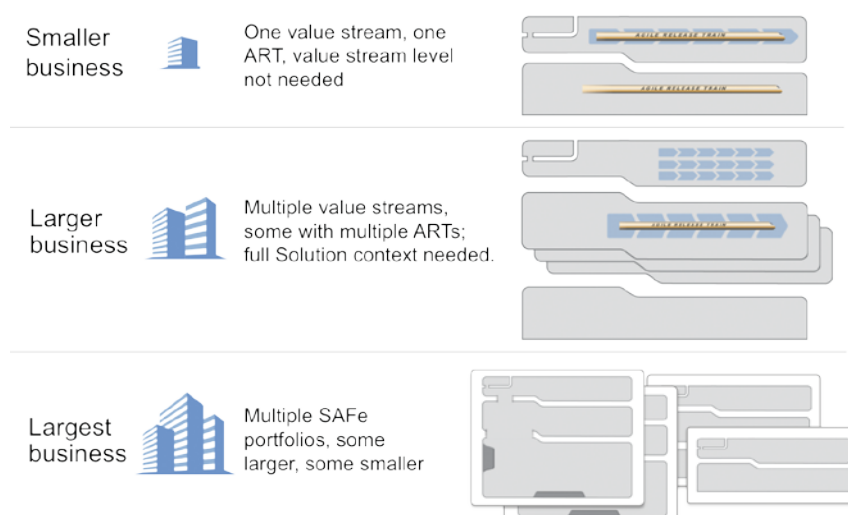 Smaller
business
One value stream, one
ART, value stream level
not needed
AGILE RELEASE TRAIN
AGILE RELEASE TRAIN
Larger
business
Multiple value streams,
some with multiple ARTs;
full Solution context needed.
AGILE RELEASE TRAIN
Largest
business
Multiple SAFe
portfolios, some
larger, some smaller